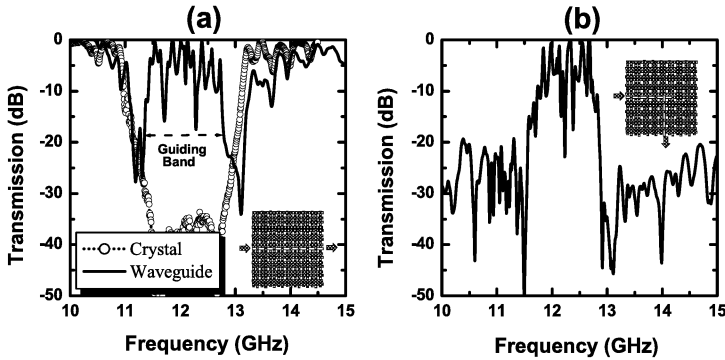 (a)
0
-10
-20
-30
-40
-50
Transmission (dB)
Guiding
Band
Crystal
Waveguide
10 11 12 13 14 15
Frequency (GHz)
(b)
0
-10
-20
-30
-40
-50
Transmission (dB)
10 11 12 13 14 15
Frequency (GHz)